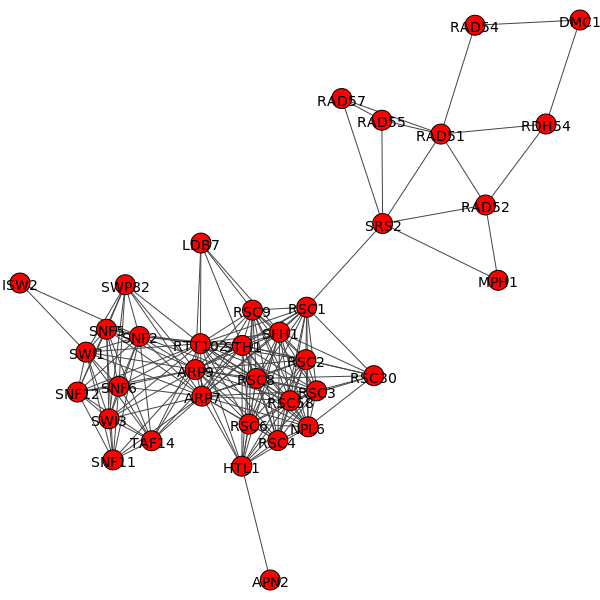 DMC1
RAD54
RAD57
RAD55
RAD51
RDH54
RAD52
SRS2
LDB7
MPH1
ISW2
SWP82
RSC9
RSC1
SNF5
SNF2
SFH1
SWI1
RTT102
STH1
RSC2
ARP9
RSC8
RSC30
SNF12
SNF6
ARP7
RSC58
RSC3
SWI3
RSC6
NPL6
TAF14
RSC4
SNF11
HTL1
APN2